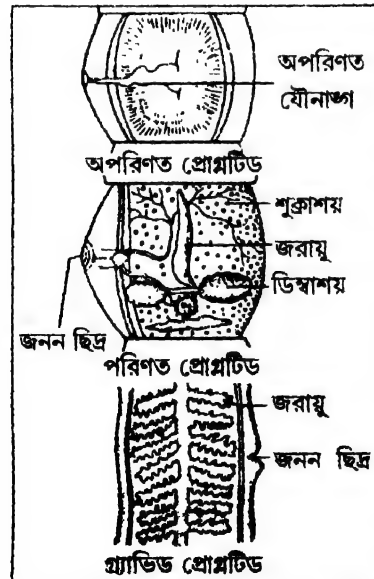 অপরিণত
যৌনাঙ্গ
অপরিণত প্রোগ্লটিড
শুক্রাশয়
জরায়ু
ডিম্বাশয়
জনন ছিদ্র
পরিণত প্রোগ্লটিড
জরায়ু
জনন ছিদ্র
গ্র্যাভিড প্রোগ্লটিড